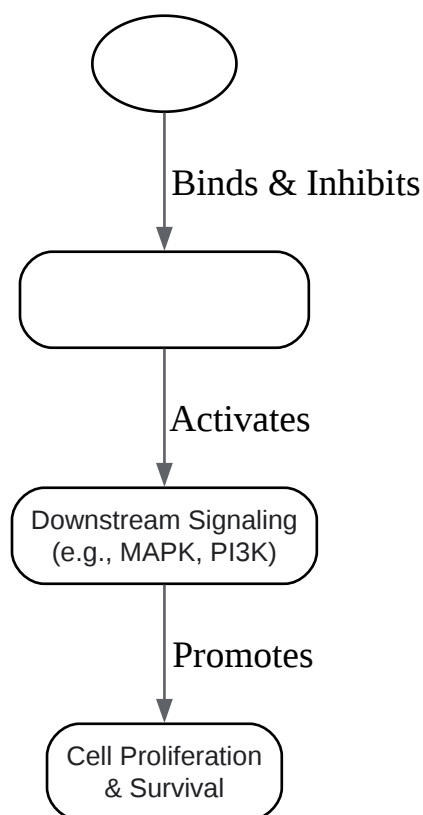 Binds & Inhibits
Activates
Downstream Signaling
(e.g., MAPK, PI3K)
Promotes
Cell Proliferation
& Survival